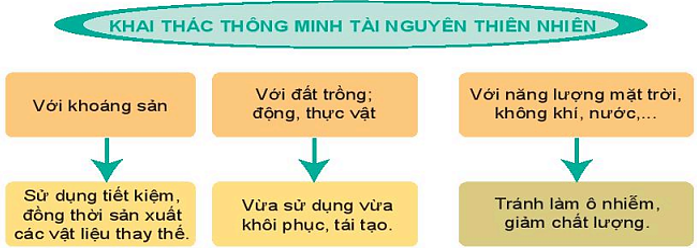 KHAI THÁC THÔNG MINH TÀI NGUYÊN THIÊN NHIÊN
Với khoáng sản
Với đất trồng;
động, thực vật
Với năng lượng mặt trời,
không khí, nước,...
Sử dụng tiết kiệm,
đồng thời sản xuất
các vật liệu thay thế.
Vừa sử dụng vừa
khôi phục, tái tạo.
Tránh làm ô nhiễm,
giảm chất lượng.